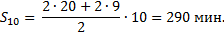 S₁₀ = (2 · 20 + 2 · 9)/2 · 10 = 290 мин.